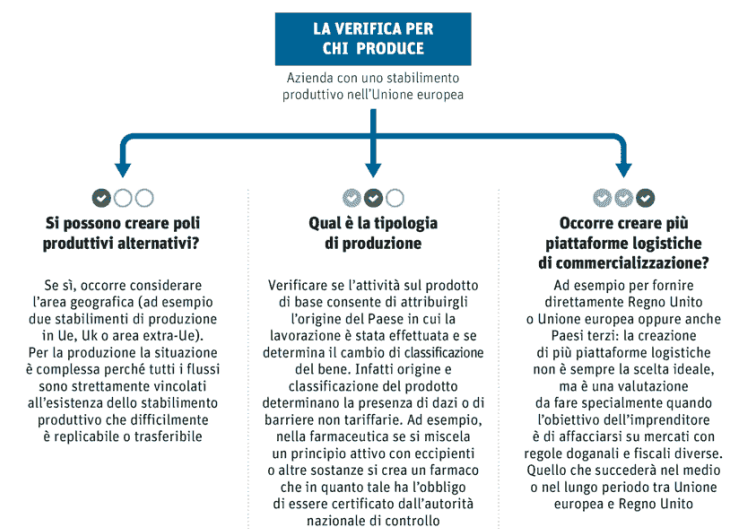 LA VERIFICA PER
CHI PRODUCE
Azienda con uno stabilimento
produttivo nell'Unione europea
Si possono creare poli
produttivi alternativi?
Se sì, occorre considerare
l'area geografica (ad esempio
due stabilimenti di produzione
in Ue, Uk o area extra-Ue).
Per la produzione la situazione
è complessa perché tutti i flussi
sono strettamente vincolati
all'esistenza dello stabilimento
produttivo che difficilmente
è replicabile o trasferibile
Qual è la tipologia
di produzione
Verificare se l'attività sul prodotto
di base consente di attribuirgli
l'origine del Paese in cui la
lavorazione è stata effettuata e se
determina il cambio di classificazione
del bene. Infatti origine e
classificazione del prodotto
determinano la presenza di dazi o di
barriere non tariffarie. Ad esempio,
nella farmaceutica se si miscela
un principio attivo con eccipienti
o altre sostanze si crea un farmaco
che in quanto tale ha l'obbligo
di essere certificato dall'autorità
nazionale di controllo
Occorre creare più
piattaforme logistiche
di commercializzazione?
Ad esempio per fornire
direttamente Regno Unito
o Unione europea oppure anche
Paesi terzi: la creazione
di più piattaforme logistiche
non è sempre la scelta ideale,
ma è una valutazione
da fare specialmente quando
l'obiettivo dell'imprenditore
è di affacciarsi su mercati con
regole doganali e fiscali diverse.
Quello che succederà nel medio
o nel lungo periodo tra Unione
europea e Regno Unito